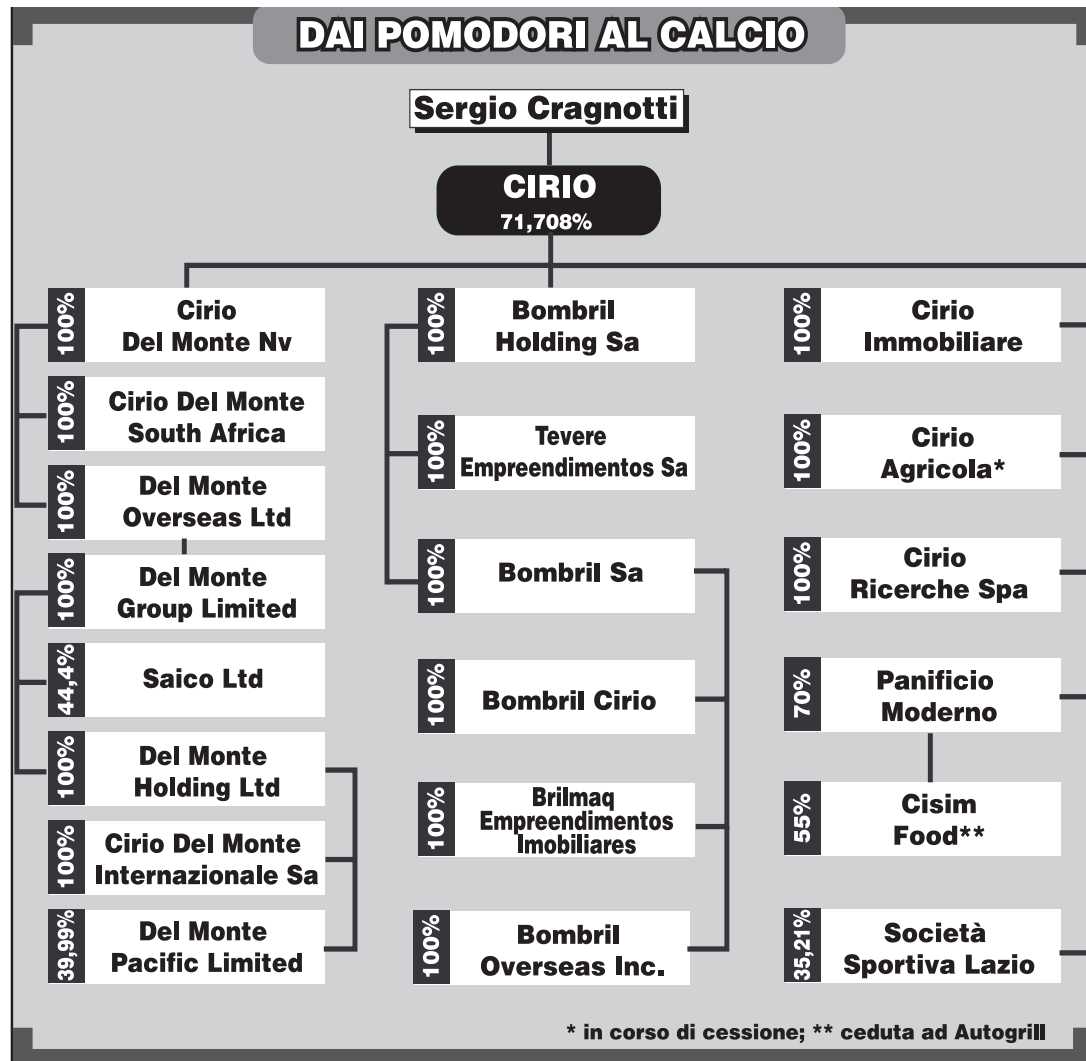 DAI POMODORI AL CALCIO
Sergio Cragnotti
CIRIO
71,708%
100%
Cirio
Del Monte Nv
100%
Cirio Del Monte
South Africa
100%
Del Monte
Overseas Ltd
100%
Del Monte
Group Limited
44,4%
Saico Ltd
100%
Del Monte
Holding Ltd
100%
Cirio Del Monte
Internazionale Sa
39,99%
Del Monte
Pacific Limited
100%
Bombril
Holding Sa
100%
Tevere
Empreendimentos Sa
100%
Bombril Sa
100%
Bombril Cirio
100%
Brilmaq
Empreendimentos
Imobiliares
100%
Bombril
Overseas Inc.
100%
Cirio
Immobiliare
100%
Cirio
Agricola*
100%
Cirio
Ricerche Spa
70%
Panificio
Moderno
55%
Cisim
Food**
35,21%
Società
Sportiva Lazio
* in corso di cessione; ** ceduta ad Autogrill